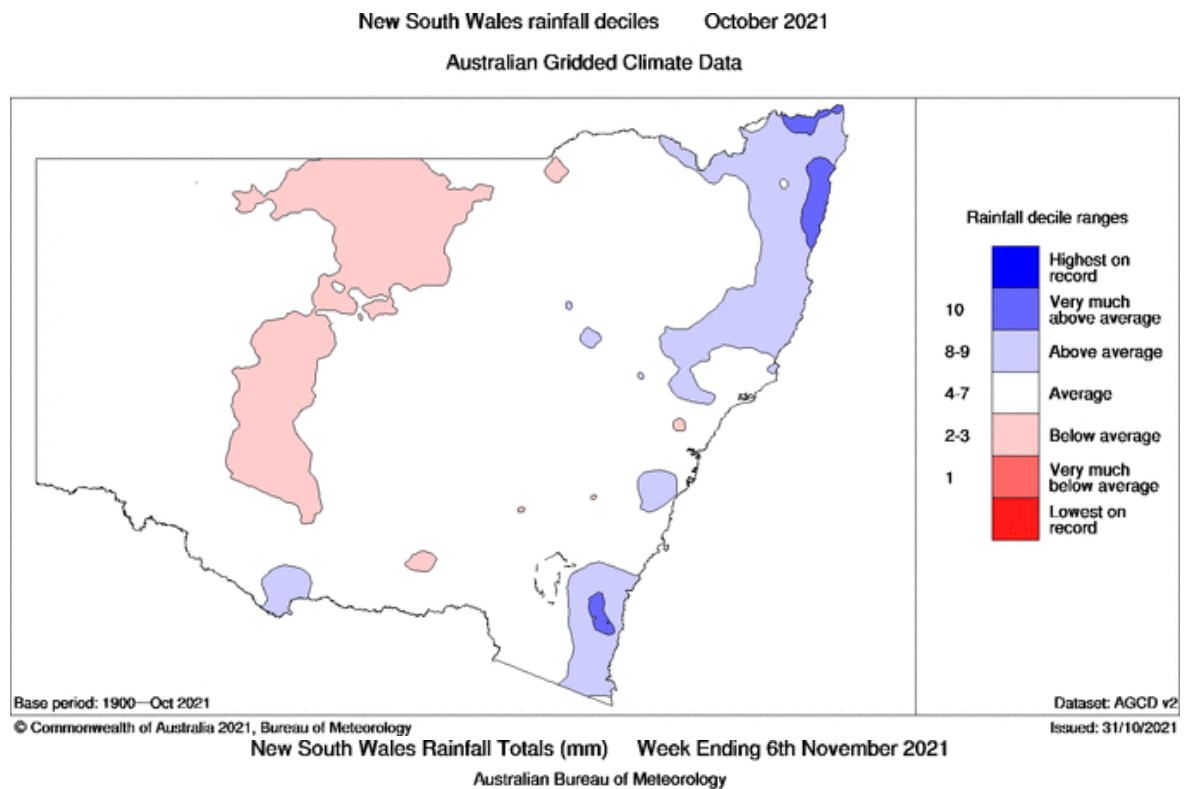 New South Wales rainfall deciles October 2021
Australian Gridded Climate Data
Rainfall decile ranges
Highest on
record
10 Very much
above average
8-9 Above average
4-7 Average
2-3 Below average
1 Very much
below average
Lowest on
record
Base period: 1900—Oct 2021 Dataset: AGCD v2
© Commonwealth of Australia 2021, Bureau of Meteorology Issued: 31/10/2021
New South Wales Rainfall Totals (mm) Week Ending 6th November 2021
Australian Bureau of Meteorology